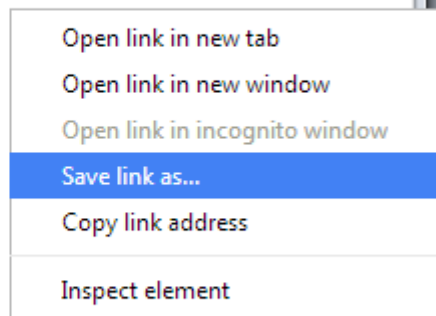 Open link in new tab
Open link in new window
Open link in incognito window
Save link as...
Copy link address
Inspect element